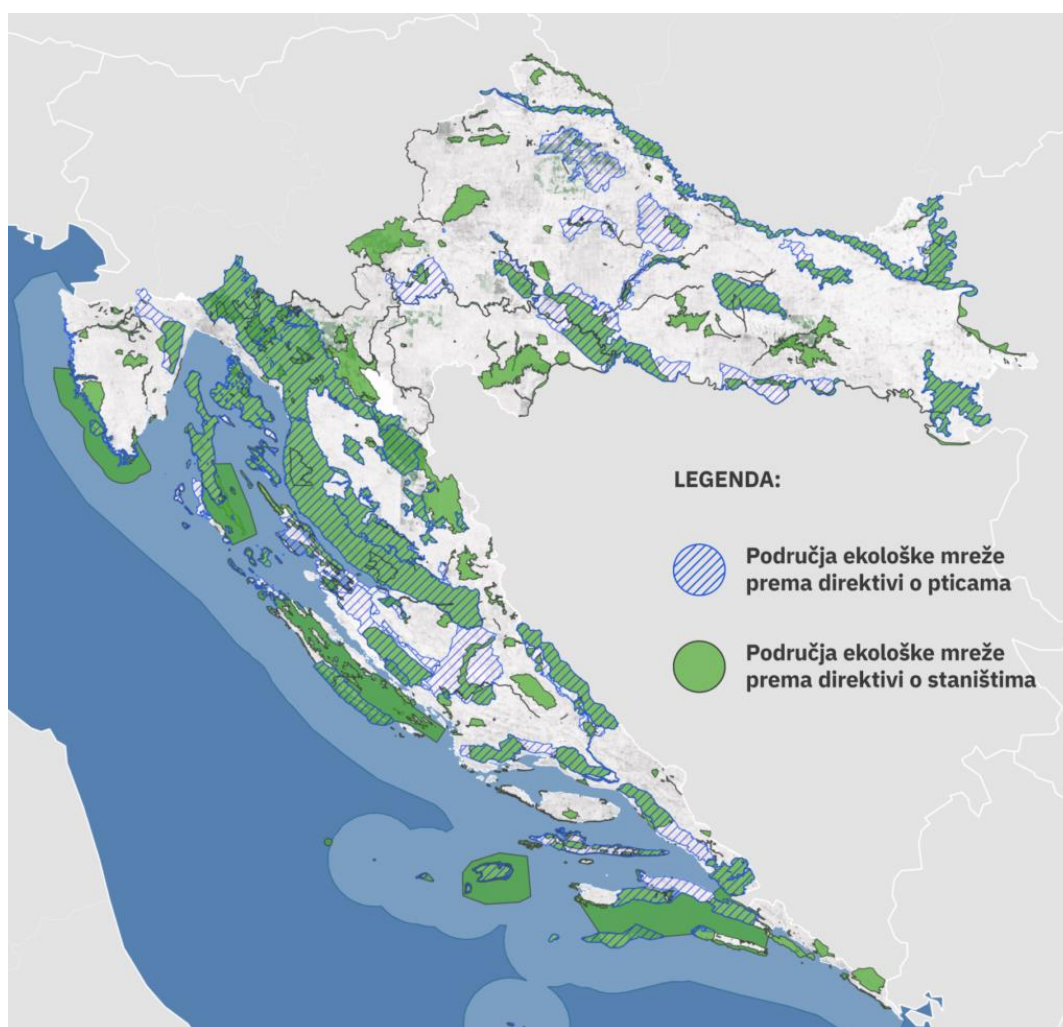 LEGENDA:
Područja ekološke mreže
prema direktivi o pticama
Područja ekološke mreže
prema direktivi o staništima